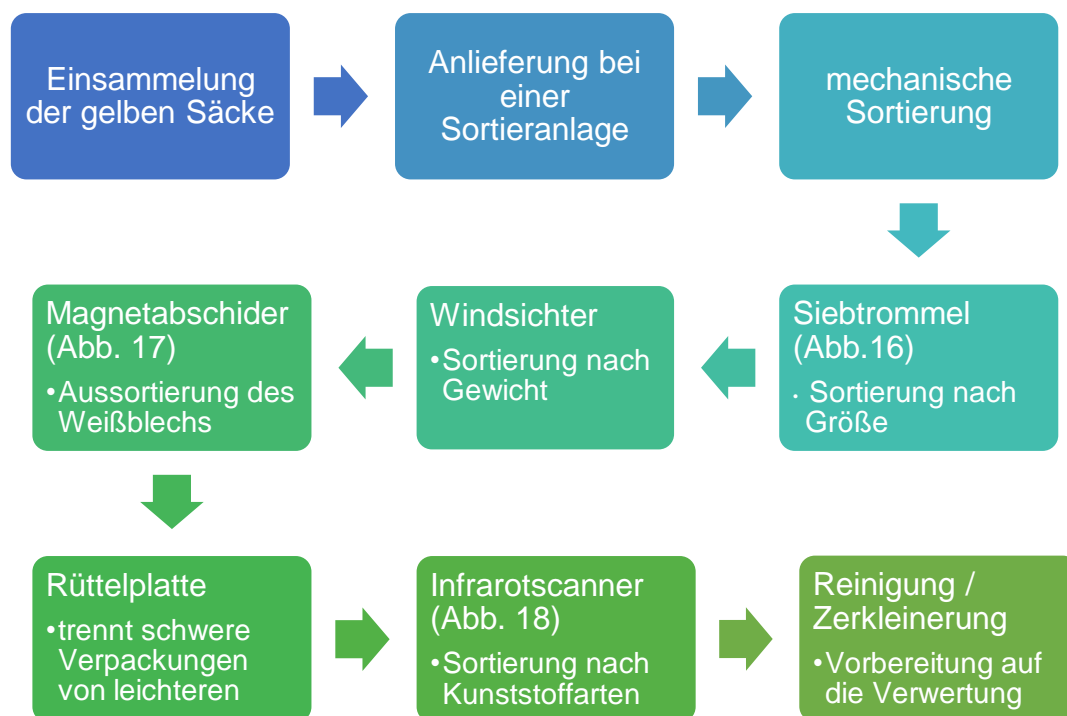 Einsammelung
der gelben Säcke
Anlieferung bei
einer
Sortieranlage
mechanische
Sortierung
Siebtrommel
(Abb.16)
· Sortierung nach
Größe
Windsichter
•Sortierung nach
Gewicht
Magnetabschider
(Abb. 17)
•Aussortierung des
Weißblechs
Rüttelplatte
•trennt schwere
Verpackungen
von leichteren
Infrarotscanner
(Abb. 18)
•Sortierung nach
Kunststoffarten
Reinigung /
Zerkleinerung
•Vorbereitung auf
die Verwertung